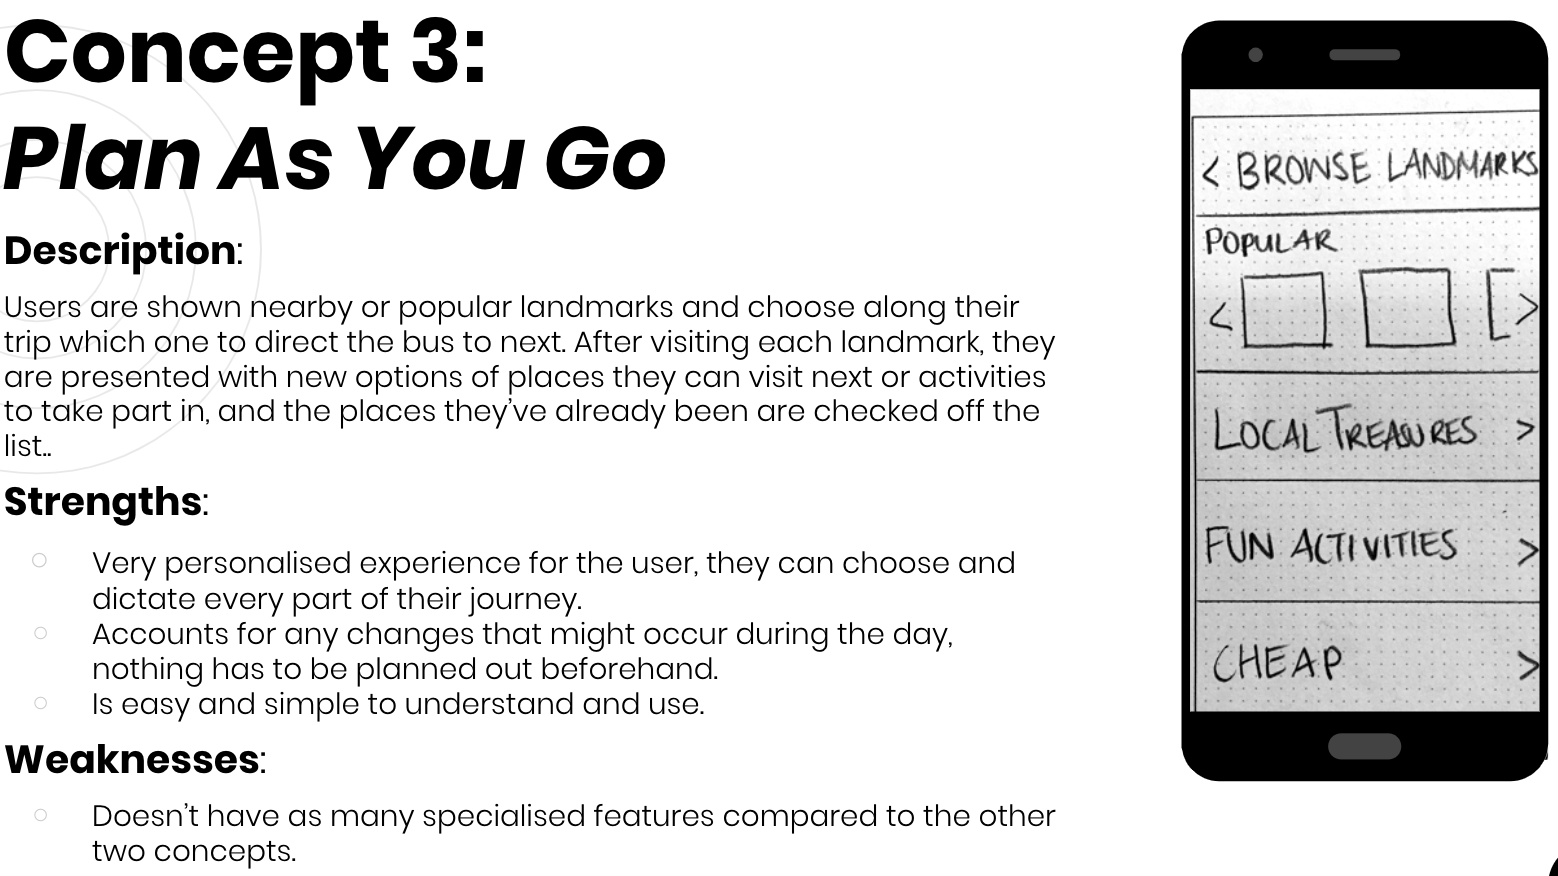 Concept 3:
Plan As You Go
Description:
Users are shown nearby or popular landmarks and choose along their
trip which one to direct the bus to next. After visiting each landmark, they
are presented with new options of places they can visit next or activities
to take part in, and the places they’ve already been are checked off the
list..
Strengths:
Very personalised experience for the user, they can choose and
dictate every part of their journey.
Accounts for any changes that might occur during the day,
nothing has to be planned out beforehand.
Is easy and simple to understand and use.
Weaknesses:
Doesn’t have as many specialised features compared to the other
two concepts.
< BROWSE LANDMARKS
POPULAR
< >
LOCAL TREASURES >
FUN ACTIVITIES >
CHEAP >